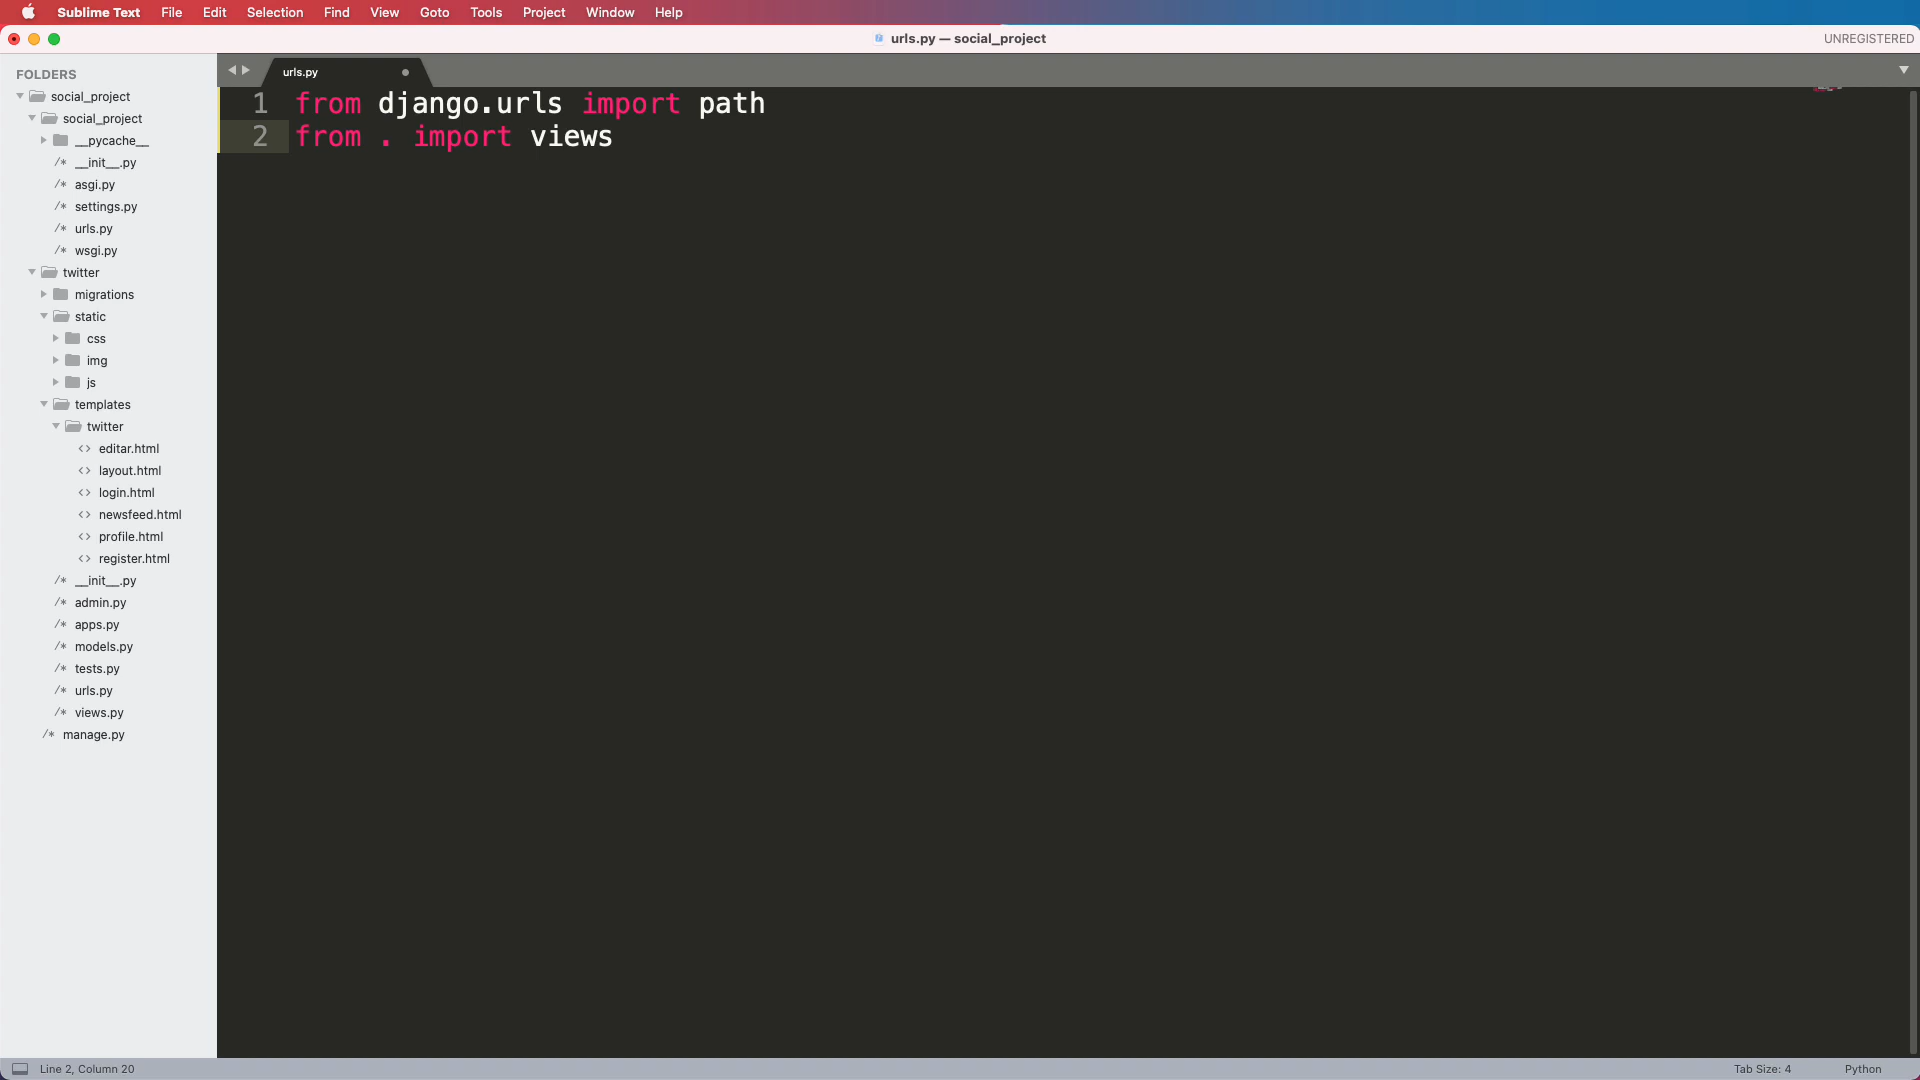 Sublime Text File Edit Selection Find View Goto Tools Project Window Help
urls.py — social_project
UNREGISTERED
FOLDERS
social_project
social_project
__pycache__
/* __init__.py
/* asgi.py
/* settings.py
/* urls.py
/* wsgi.py
twitter
migrations
static
css
img
js
templates
twitter
<> editar.html
<> layout.html
<> login.html
<> newsfeed.html
<> profile.html
<> register.html
/* __init__.py
/* admin.py
/* apps.py
/* models.py
/* tests.py
/* urls.py
/* views.py
/* manage.py
urls.py
1 from django.urls import path
2 from . import views
Line 2, Column 20
Tab Size: 4
Python